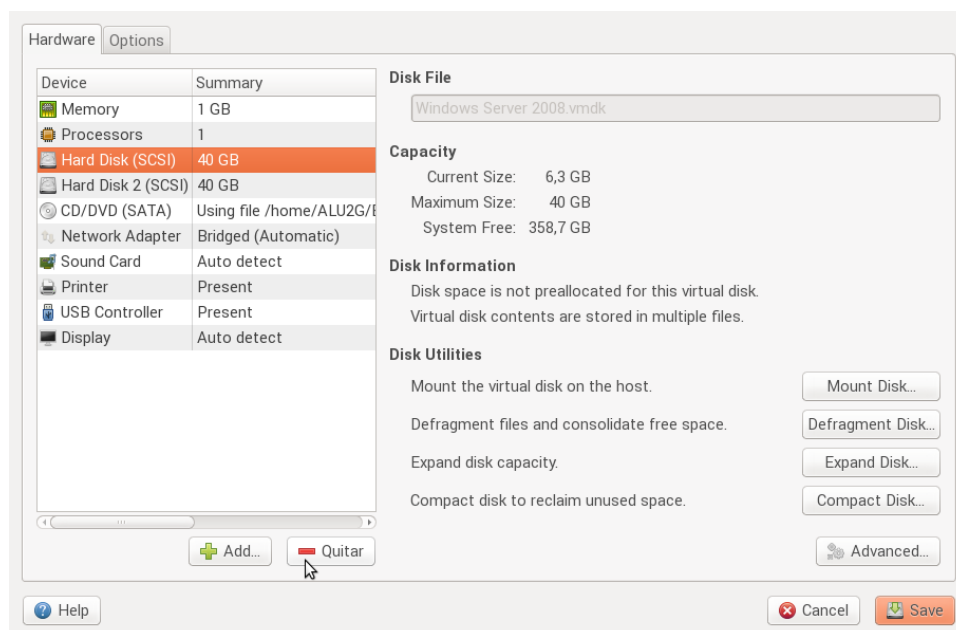 Hardware Options
Device Summary
Memory 1 GB
Processors 1
Hard Disk (SCSI) 40 GB
Hard Disk 2 (SCSI) 40 GB
CD/DVD (SATA) Using file /home/ALU2G/
Network Adapter Bridged (Automatic)
Sound Card Auto detect
Printer Present
USB Controller Present
Display Auto detect
Add... Quitar
Disk File
Windows Server 2008.vmdk
Capacity
Current Size: 6,3 GB
Maximum Size: 40 GB
System Free: 358,7 GB
Disk Information
Disk space is not preallocated for this virtual disk.
Virtual disk contents are stored in multiple files.
Disk Utilities
Mount the virtual disk on the host. Mount Disk...
Defragment files and consolidate free space. Defragment Disk...
Expand disk capacity. Expand Disk...
Compact disk to reclaim unused space. Compact Disk...
Advanced...
Help Cancel Save